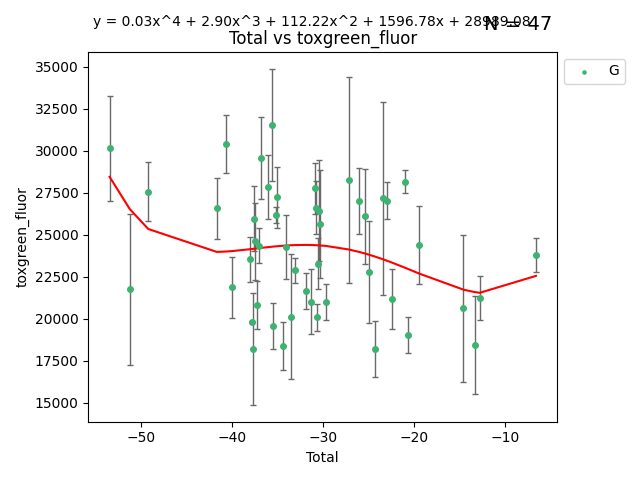 y = 0.03x^4 + 2.90x^3 + 112.22x^2 + 1596.78x + 28989.08
N = 47
Total vs toxgreen_fluor
G
35000
32500
30000
27500
25000
22500
20000
17500
15000
toxgreen_fluor
−50 −40 −30 −20 −10
Total